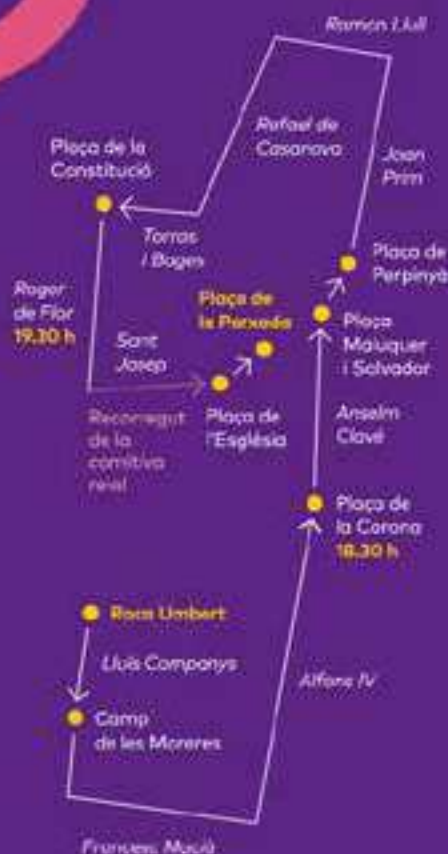 Ramon Llull
Rafael de
Casanova
Joan
Prim
Plaça de la
Constitució
Torras
i Bages
Plaça de
Perpinyà
Roger
de Flor
19.30 h
Plaça de
la Porxada
Plaça
Maluquer
i Salvador
Sant
Josep
Recorregut
de la
comitiva
reial
Plaça de
l'Església
Anselm
Clavé
Plaça de
la Corona
18.30 h
Roca Umbert
Lluís Companys
Alfons IV
Camp
de les Moreres
Francesc Macià